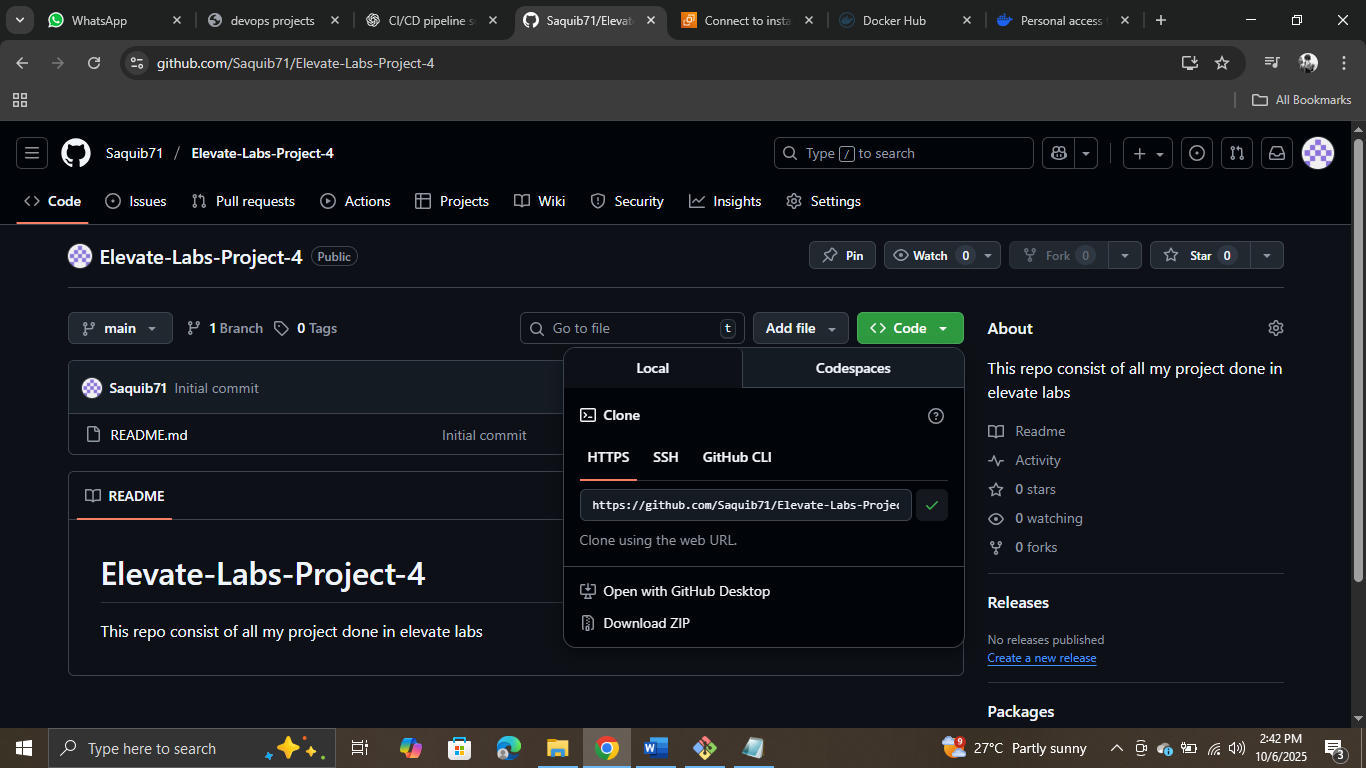 WhatsApp
devops projects
CI/CD pipeline s
Saquib71/Elevate
Connect to insta
Docker Hub
Personal access
github.com/Saquib71/Elevate-Labs-Project-4
All Bookmarks
Saquib71 / Elevate-Labs-Project-4
Type / to search
Code
Issues
Pull requests
Actions
Projects
Wiki
Security
Insights
Settings
Elevate-Labs-Project-4 Public
Pin
Watch 0
Fork 0
Star 0
main
1 Branch
0 Tags
Go to file t
Add file
Code
Saquib71 Initial commit
README.md Initial commit
README
Elevate-Labs-Project-4
This repo consist of all my project done in elevate labs
Local
Codespaces
Clone
HTTPS
SSH
GitHub CLI
https://github.com/Saquib71/Elevate-Labs-Projec
Clone using the web URL.
Open with GitHub Desktop
Download ZIP
About
This repo consist of all my project done in
elevate labs
Readme
Activity
0 stars
0 watching
0 forks
Releases
No releases published
Create a new release
Packages
Type here to search
9
27°C Partly sunny
2:42 PM
10/6/2025
3